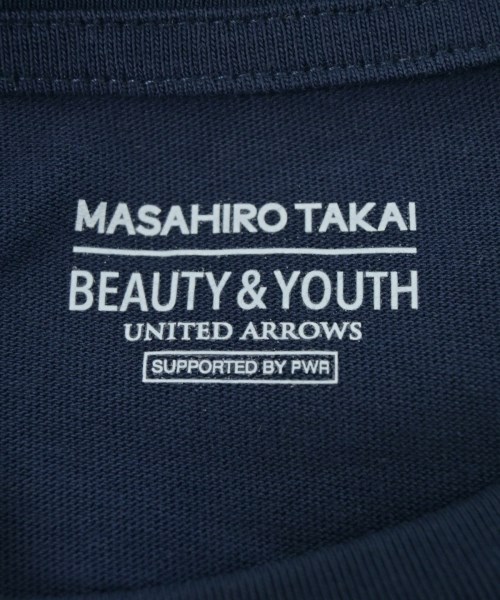 MASAHIRO TAKAI
BEAUTY & YOUTH
UNITED ARROWS
SUPPORTED BY PWR